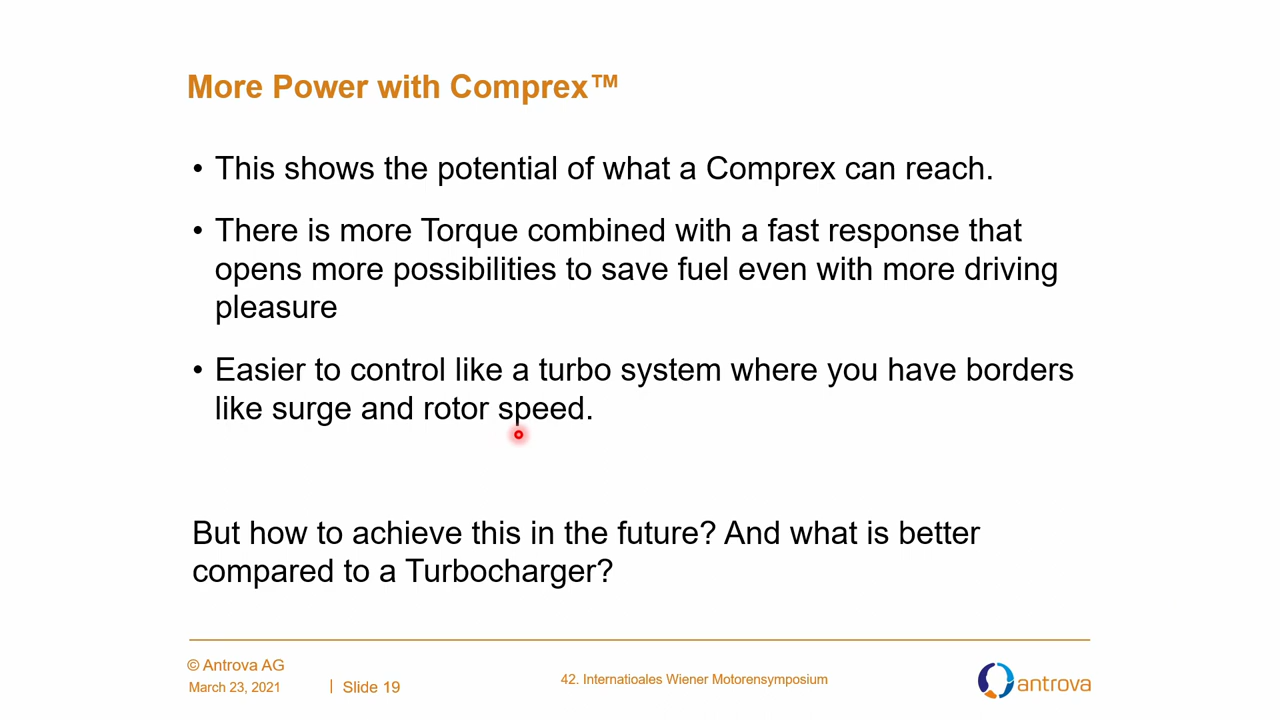 More Power with Comprex™
• This shows the potential of what a Comprex can reach.
• There is more Torque combined with a fast response that
opens more possibilities to save fuel even with more driving
pleasure
• Easier to control like a turbo system where you have borders
like surge and rotor speed.
But how to achieve this in the future? And what is better
compared to a Turbocharger?
© Antrova AG
March 23, 2021 | Slide 19
42. Internatioales Wiener Motorensymposium
antrova